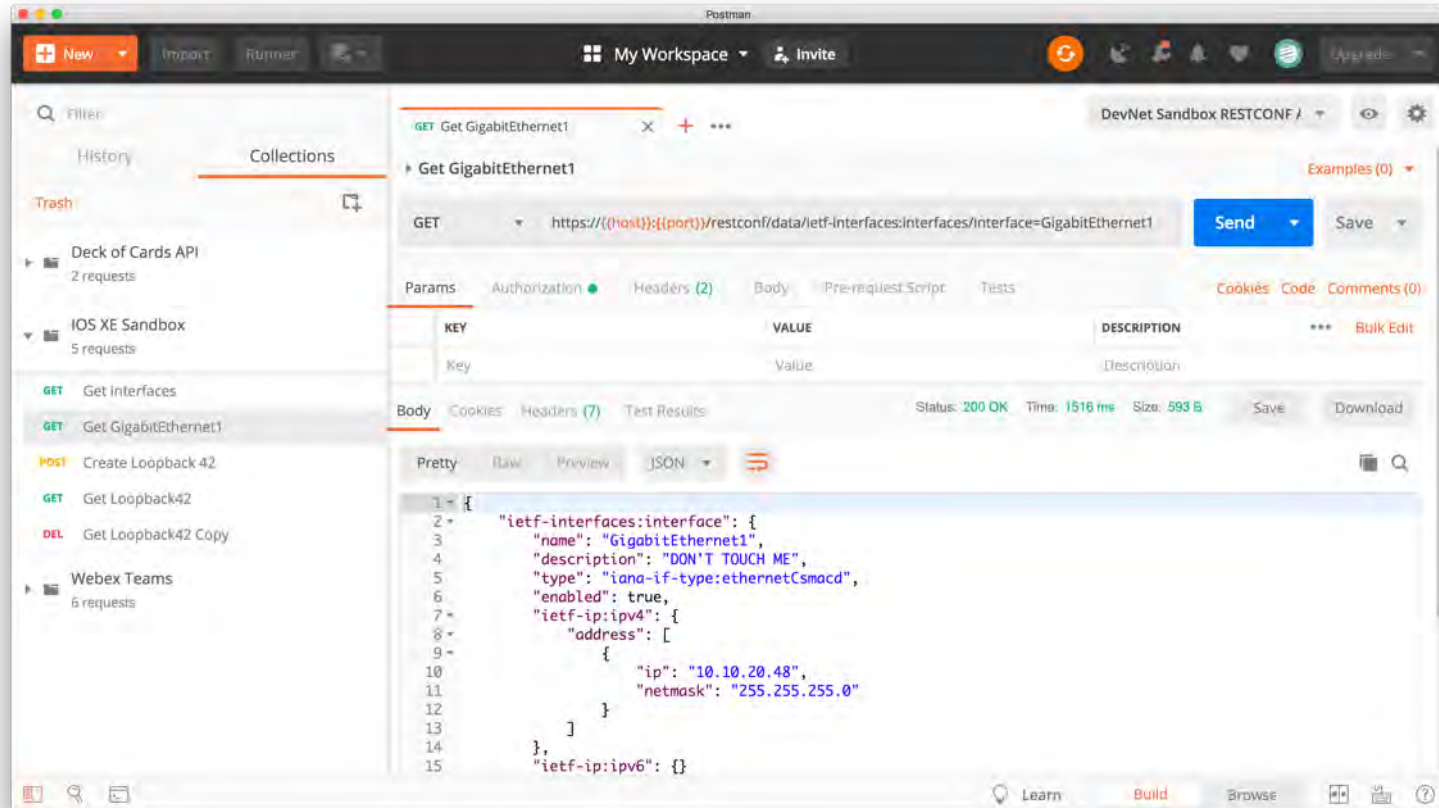 Postman
New Import Runner My Workspace Invite Upgrade
Filter
History Collections
Trash
Deck of Cards API
2 requests
IOS XE Sandbox
5 requests
GET Get interfaces
GET Get GigabitEthernet1
POST Create Loopback 42
GET Get Loopback42
DEL Get Loopback42 Copy
Webex Teams
6 requests
GET Get GigabitEthernet1 DevNet Sandbox RESTCONF /
Get GigabitEthernet1 Examples (0)
GET https://{{host}}:{{port}}/restconf/data/ietf-interfaces:interfaces/interface=GigabitEthernet1 Send Save
Params Authorization Headers (2) Body Pre-request Script Tests Cookies Code Comments (0)
KEY VALUE DESCRIPTION Bulk Edit
Key Value Description
Body Cookies Headers (7) Test Results Status: 200 OK Time: 1516 ms Size: 593 B Save Download
Pretty Raw Preview JSON
1 {
2 "ietf-interfaces:interface": {
3 "name": "GigabitEthernet1",
4 "description": "DON'T TOUCH ME",
5 "type": "iana-if-type:ethernetCsmacd",
6 "enabled": true,
7 "ietf-ip:ipv4": {
8 "address": [
9 {
10 "ip": "10.10.20.48",
11 "netmask": "255.255.255.0"
12 }
13 ]
14 },
15 "ietf-ip:ipv6": {}
Learn Build Browse